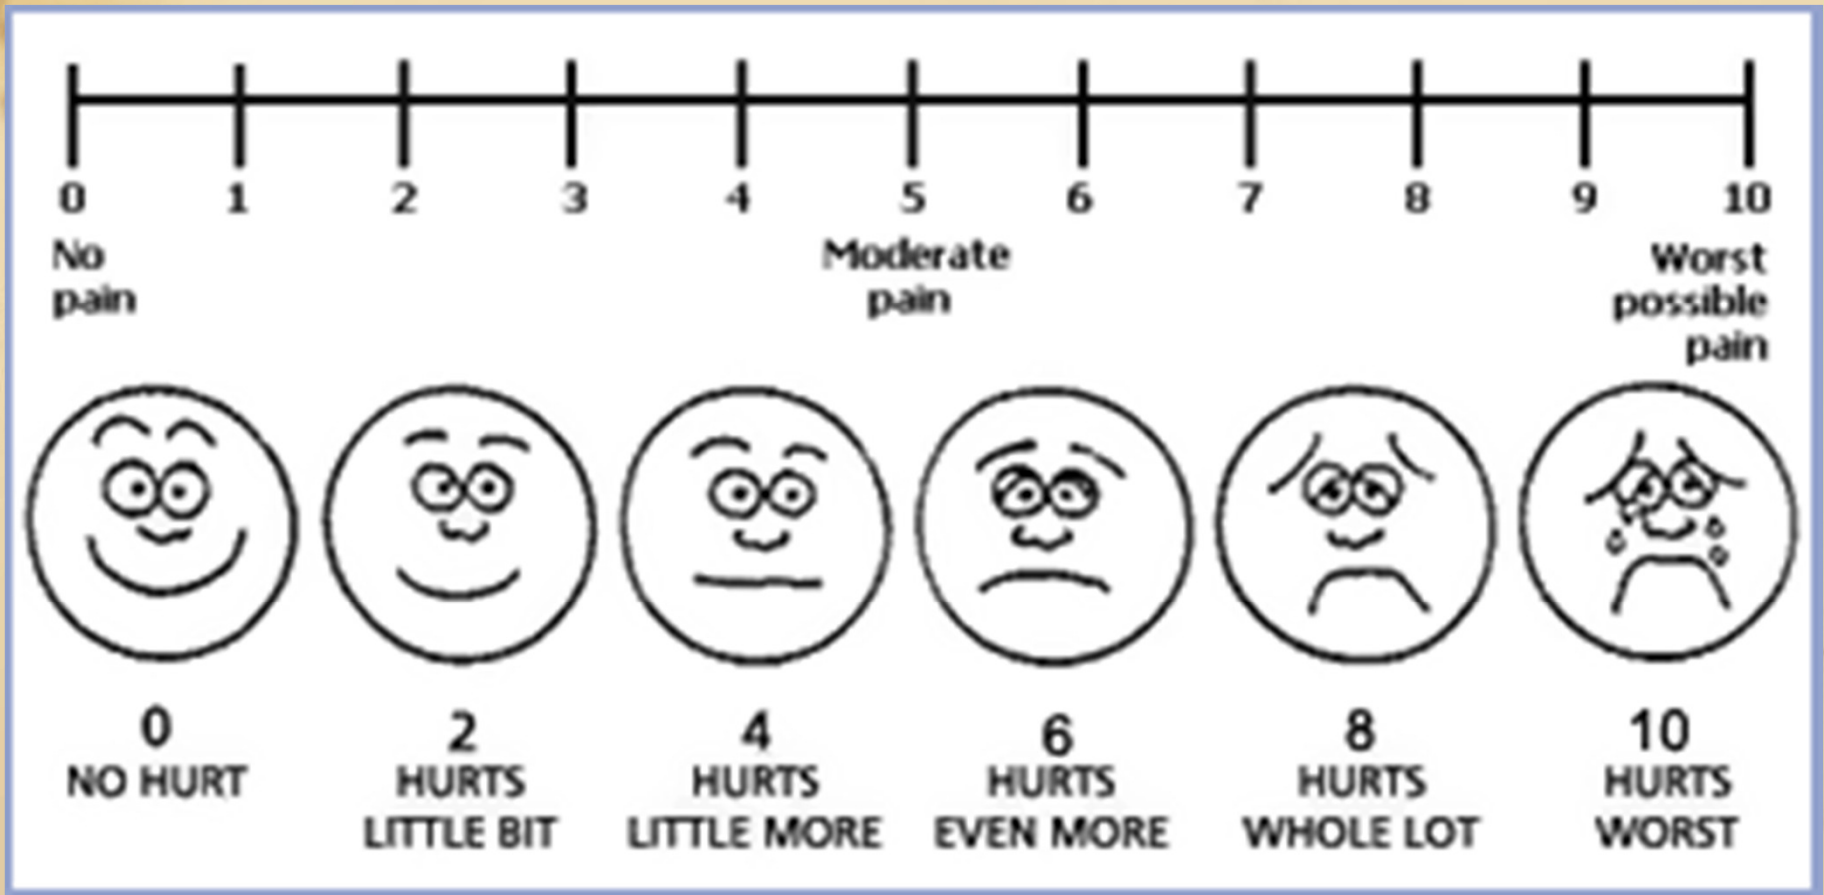 0 1 2 3 4 5 6 7 8 9 10
No
pain
Moderate
pain
Worst
possible
pain
0
NO HURT
2
HURTS
LITTLE BIT
4
HURTS
LITTLE MORE
6
HURTS
EVEN MORE
8
HURTS
WHOLE LOT
10
HURTS
WORST